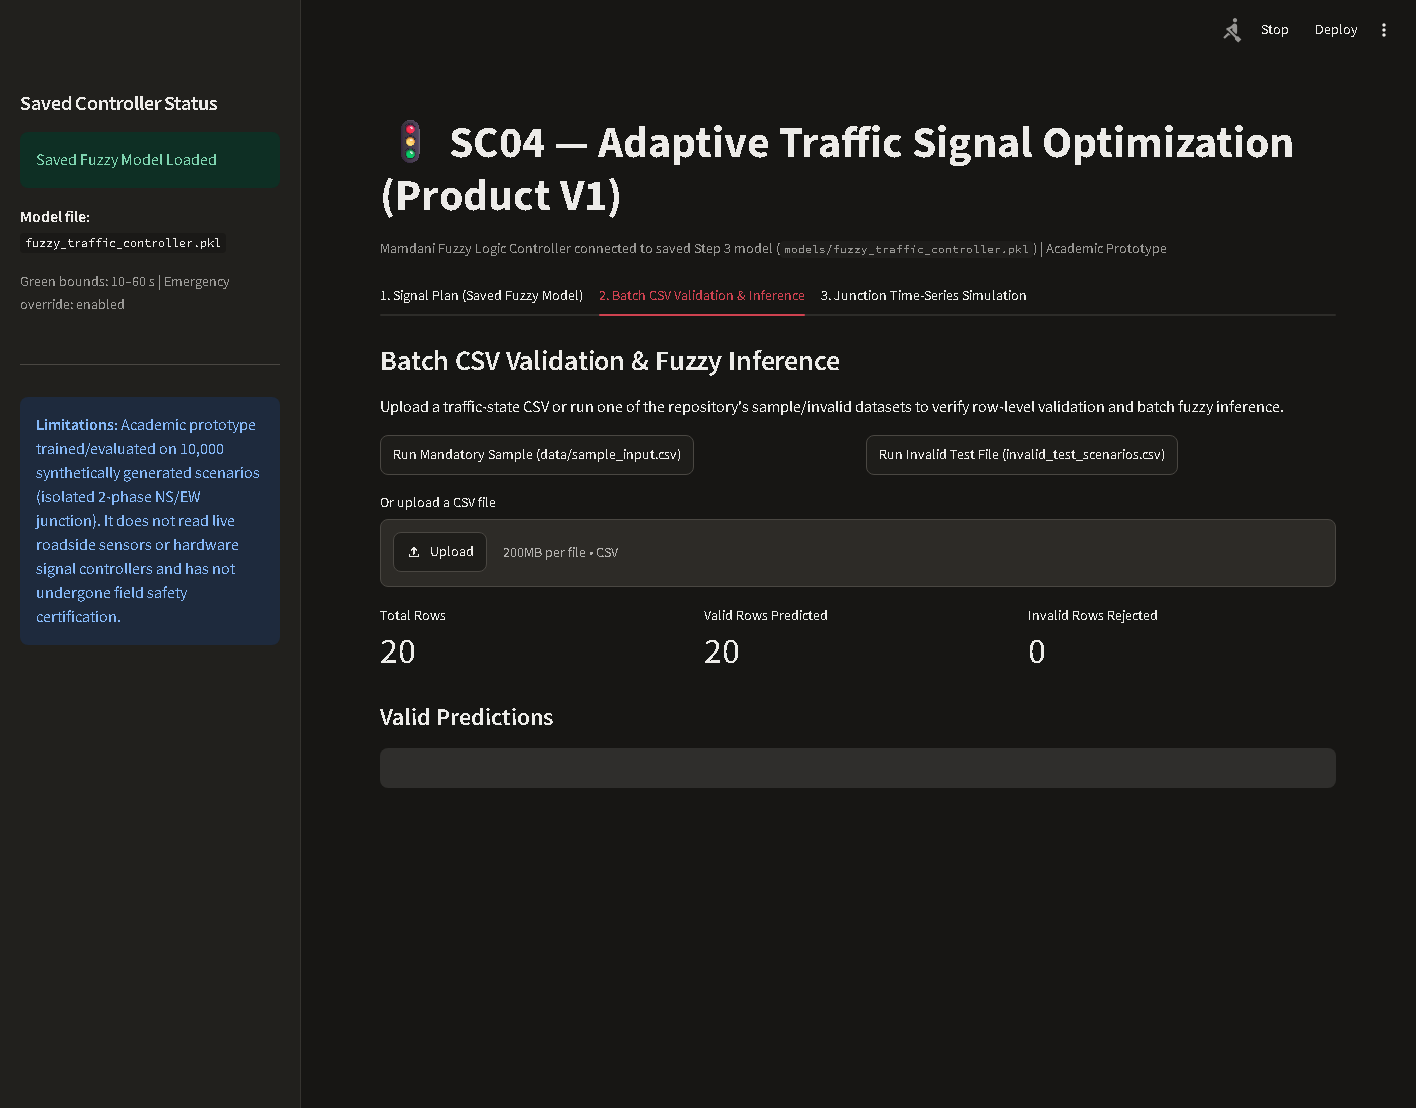 Stop
Deploy
Saved Controller Status
Saved Fuzzy Model Loaded
Model file:
fuzzy_traffic_controller.pkl
Green bounds: 10–60 s | Emergency
override: enabled
Limitations: Academic prototype
trained/evaluated on 10,000
synthetically generated scenarios
(isolated 2-phase NS/EW
junction). It does not read live
roadside sensors or hardware
signal controllers and has not
undergone field safety
certification.
🚦 SC04 — Adaptive Traffic Signal Optimization
(Product V1)
Mamdani Fuzzy Logic Controller connected to saved Step 3 model ( models/fuzzy_traffic_controller.pkl ) | Academic Prototype
1. Signal Plan (Saved Fuzzy Model)
2. Batch CSV Validation & Inference
3. Junction Time-Series Simulation
Batch CSV Validation & Fuzzy Inference
Upload a traffic-state CSV or run one of the repository's sample/invalid datasets to verify row-level validation and batch fuzzy inference.
Run Mandatory Sample (data/sample_input.csv)
Run Invalid Test File (invalid_test_scenarios.csv)
Or upload a CSV file
Upload
200MB per file • CSV
Total Rows
20
Valid Rows Predicted
20
Invalid Rows Rejected
0
Valid Predictions